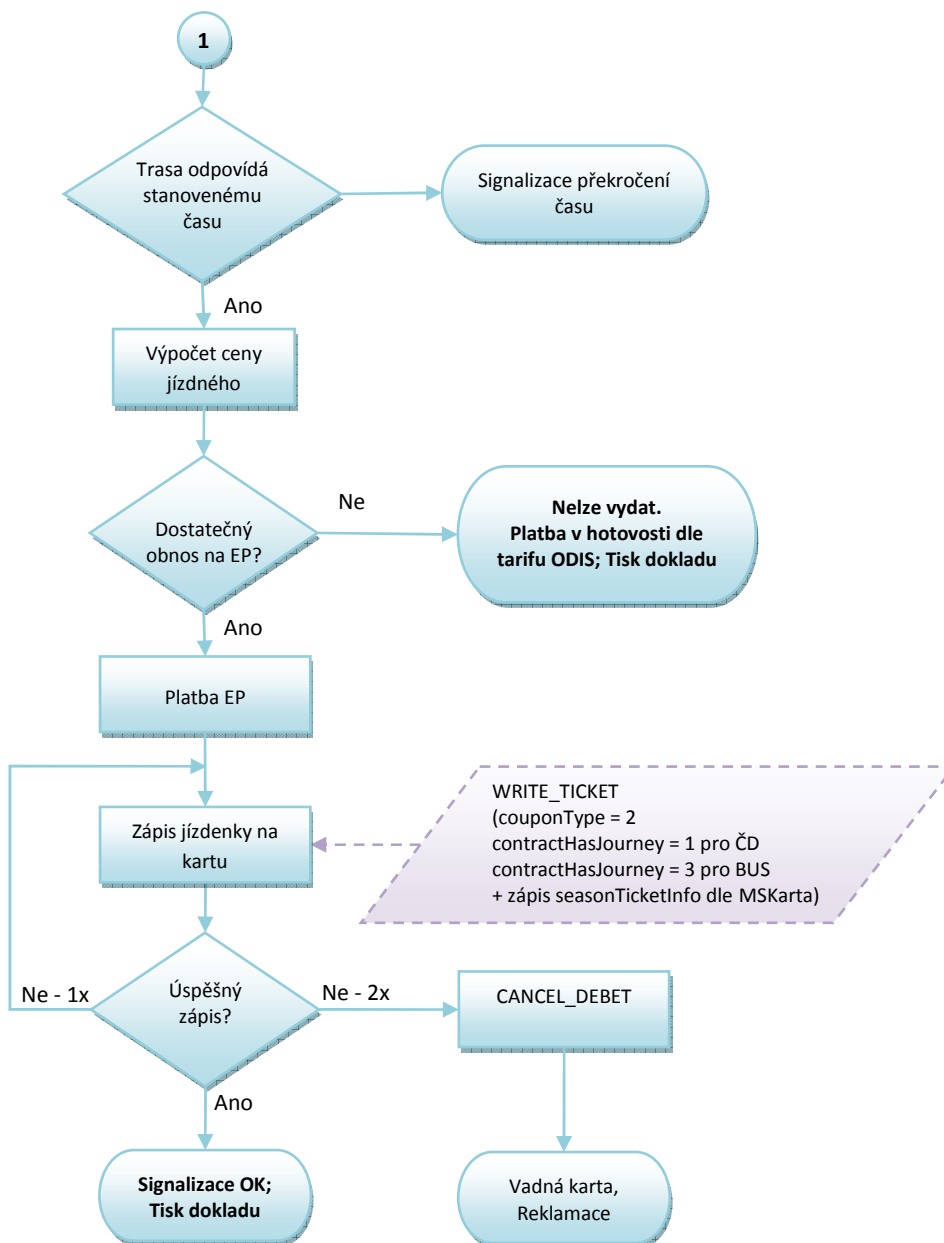 1
Trasa odpovídá
stanovenému
času
Signalizace překročení
času
Ano
Výpočet ceny
jízdného
Dostatečný
obnos na EP?
Ne
Nelze vydat.
Platba v hotovosti dle
tarifu ODIS; Tisk dokladu
Ano
Platba EP
WRITE_TICKET
(couponType = 2
contractHasJourney = 1 pro ČD
contractHasJourney = 3 pro BUS
+ zápis seasonTicketInfo dle MSKarta)
Zápis jízdenky na
kartu
Ne - 1x
Úspěšný
zápis?
Ne - 2x
CANCEL_DEBET
Ano
Signalizace OK;
Tisk dokladu
Vadná karta,
Reklamace